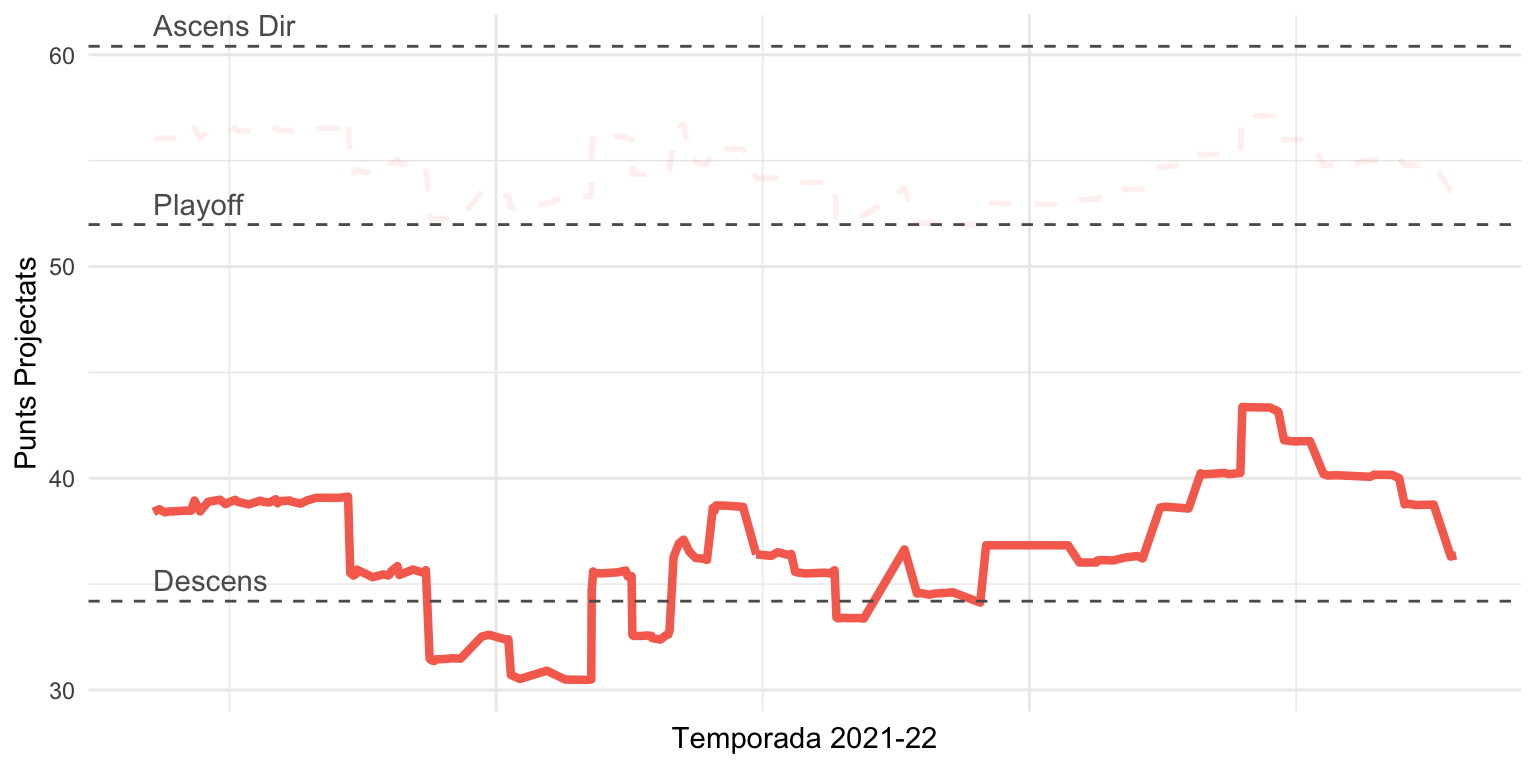 Ascens Dir
60
Playoff
50
Punts Projectats
40
Descens
30
Temporada 2021-22